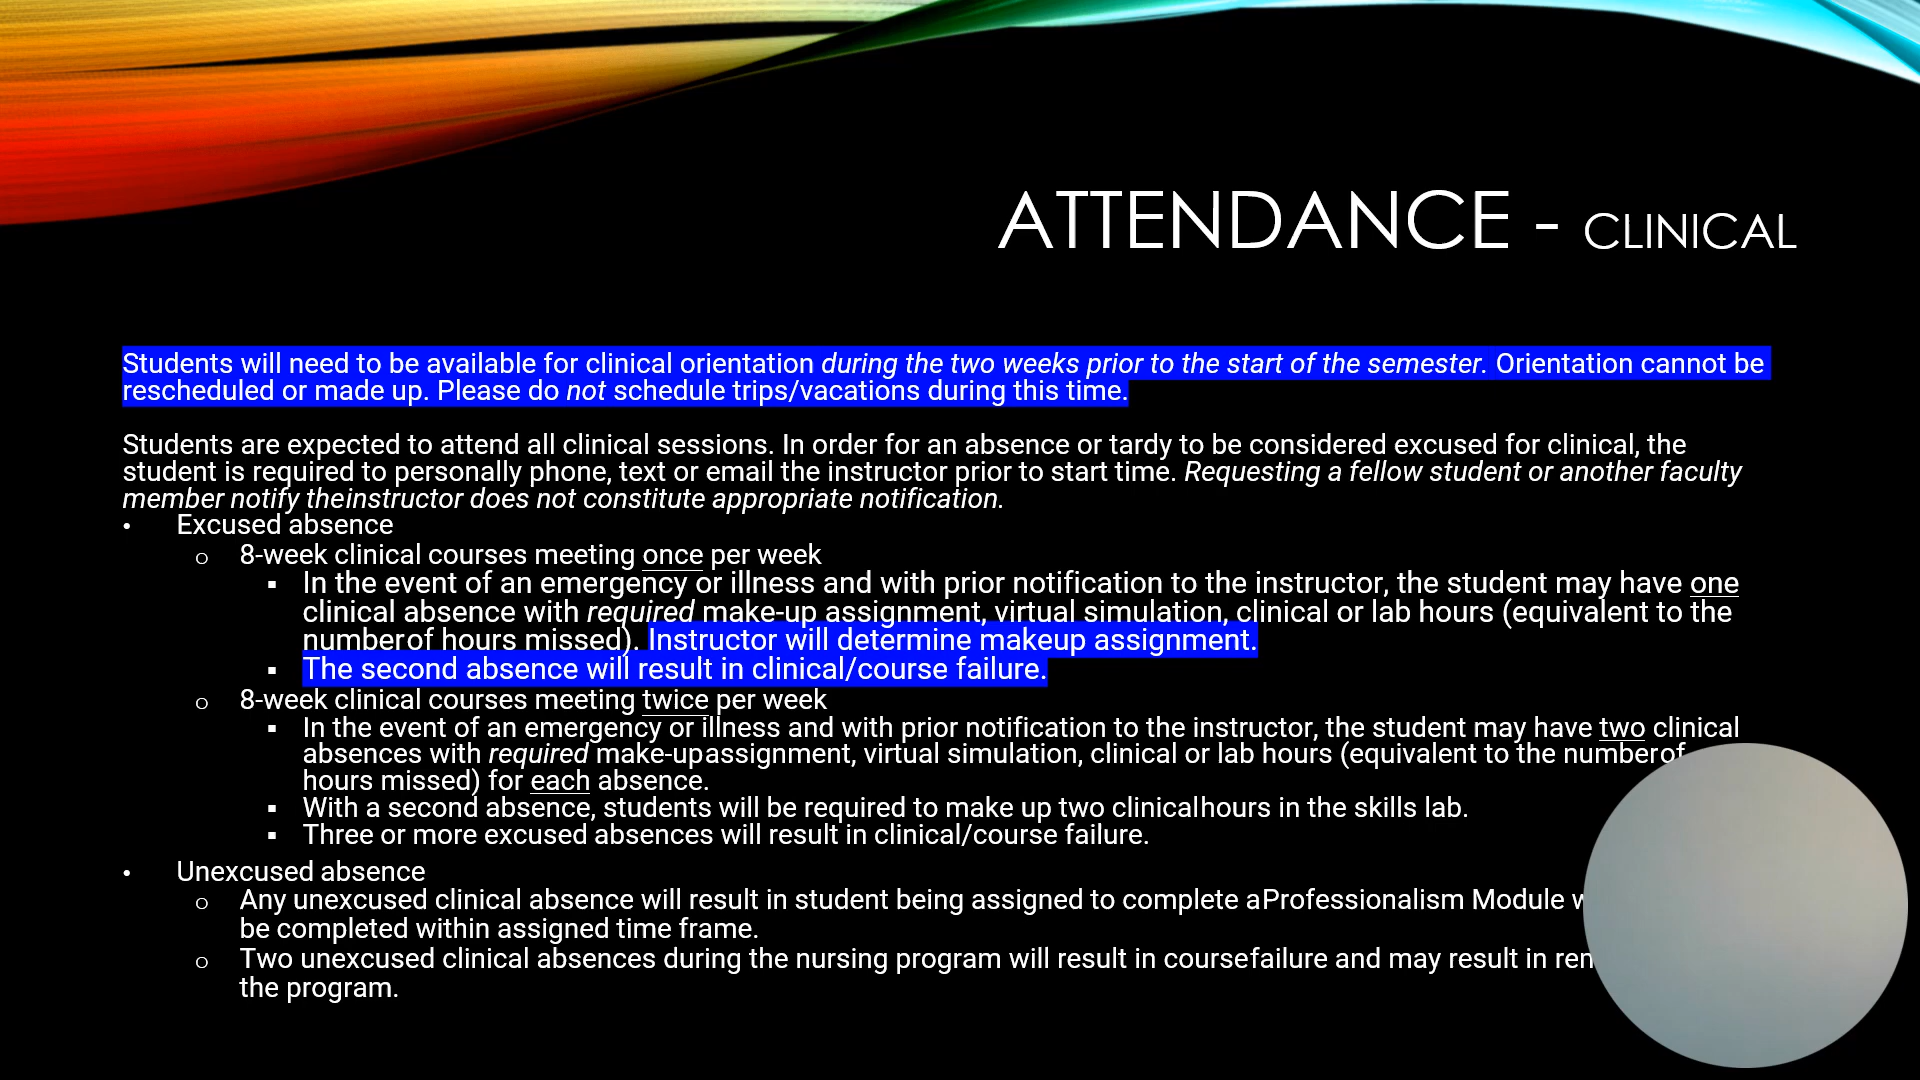 ATTENDANCE - CLINICAL
Students will need to be available for clinical orientation during the two weeks prior to the start of the semester. Orientation cannot be
rescheduled or made up. Please do not schedule trips/vacations during this time.
Students are expected to attend all clinical sessions. In order for an absence or tardy to be considered excused for clinical, the
student is required to personally phone, text or email the instructor prior to start time. Requesting a fellow student or another faculty
member notify theinstructor does not constitute appropriate notification.
• Excused absence
o 8-week clinical courses meeting once per week
▪ In the event of an emergency or illness and with prior notification to the instructor, the student may have one
clinical absence with required make-up assignment, virtual simulation, clinical or lab hours (equivalent to the
numberof hours missed). Instructor will determine makeup assignment.
▪ The second absence will result in clinical/course failure.
o 8-week clinical courses meeting twice per week
▪ In the event of an emergency or illness and with prior notification to the instructor, the student may have two clinical
absences with required make-upassignment, virtual simulation, clinical or lab hours (equivalent to the numberof
hours missed) for each absence.
▪ With a second absence, students will be required to make up two clinicalhours in the skills lab.
▪ Three or more excused absences will result in clinical/course failure.
• Unexcused absence
o Any unexcused clinical absence will result in student being assigned to complete aProfessionalism Module
be completed within assigned time frame.
o Two unexcused clinical absences during the nursing program will result in coursefailure and may result in
the program.